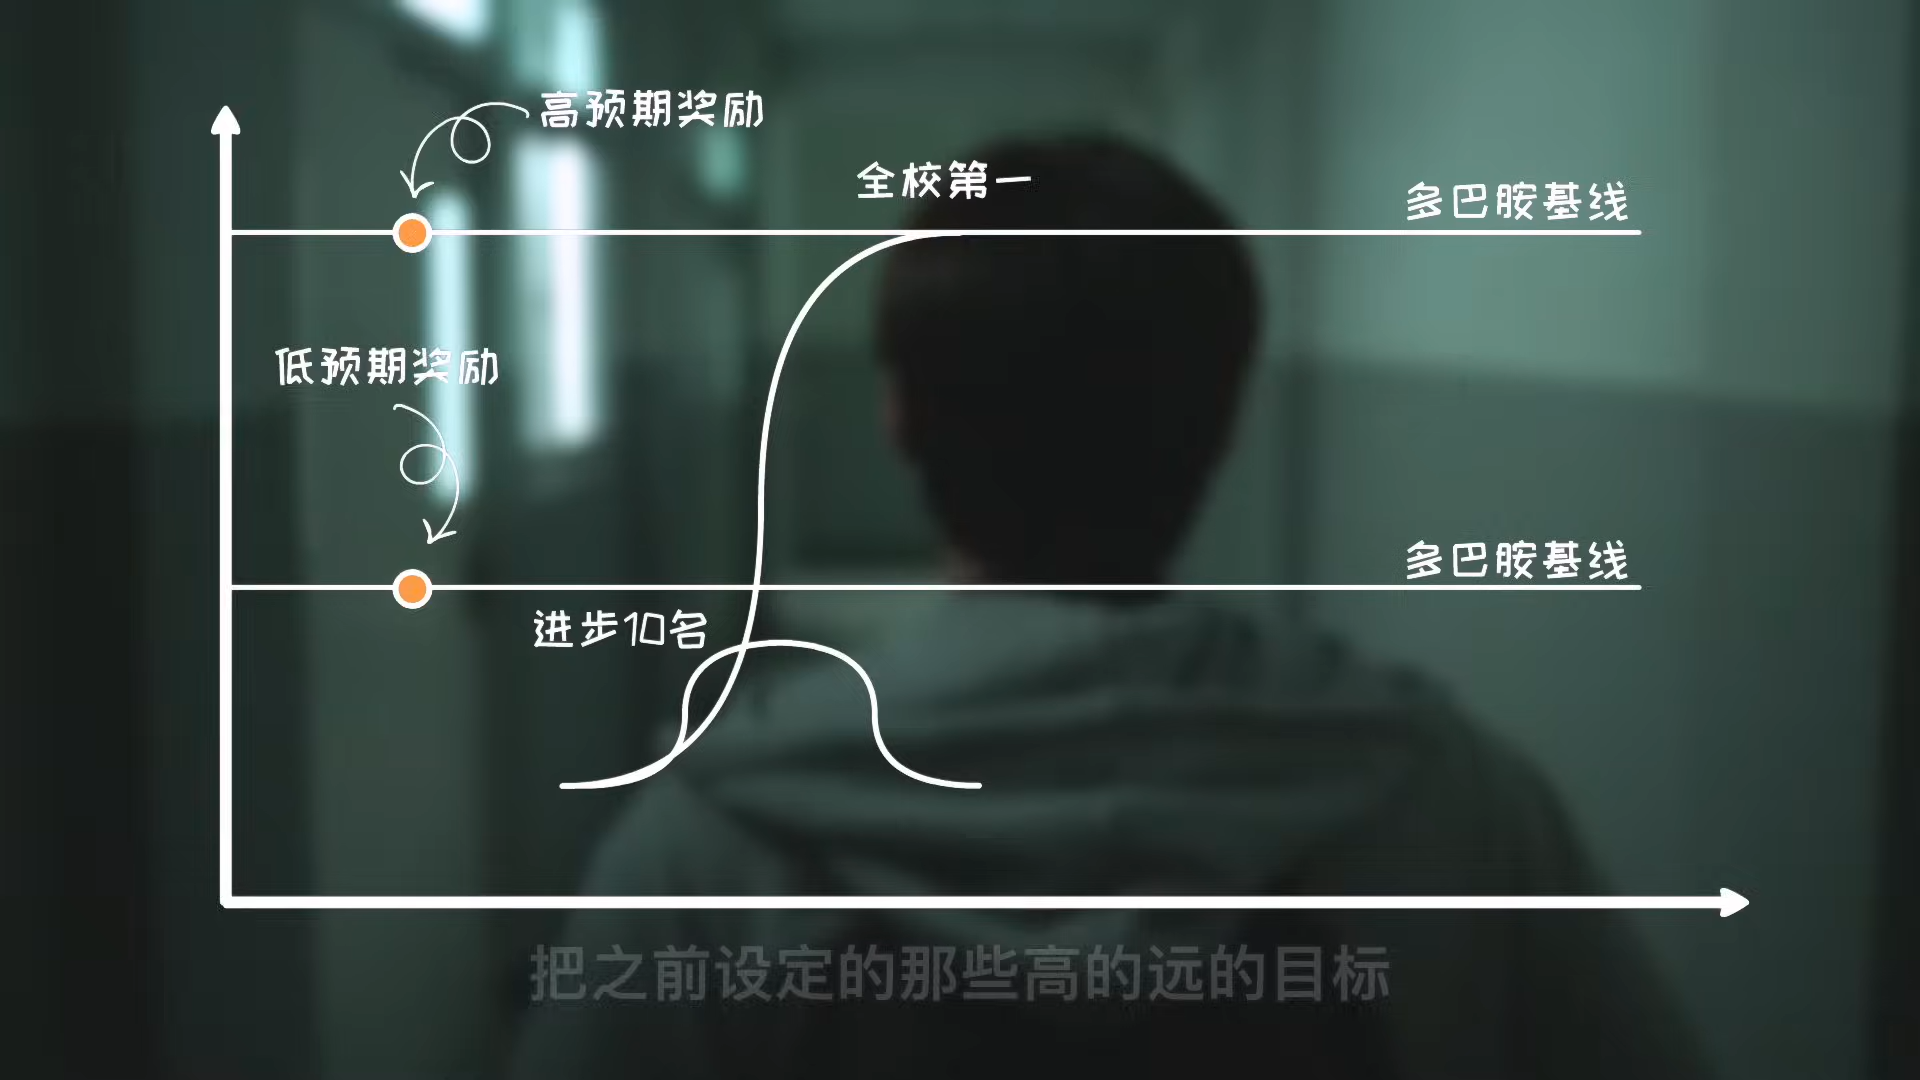 高预期奖励
全校第一
多巴胺基线
低预期奖励
多巴胺基线
进步10名
把之前设定的那些高的远的目标